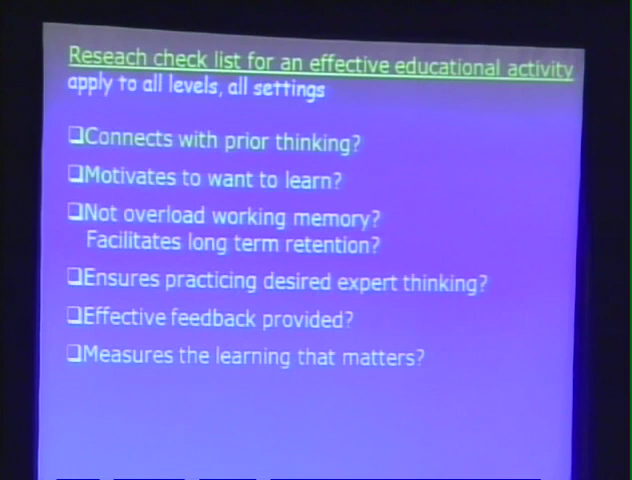 Reseach check list for an effective educational activity
apply to all levels, all settings
❑Connects with prior thinking?
❑Motivates to want to learn?
❑Not overload working memory?
Facilitates long term retention?
❑Ensures practicing desired expert thinking?
❑Effective feedback provided?
❑Measures the learning that matters?